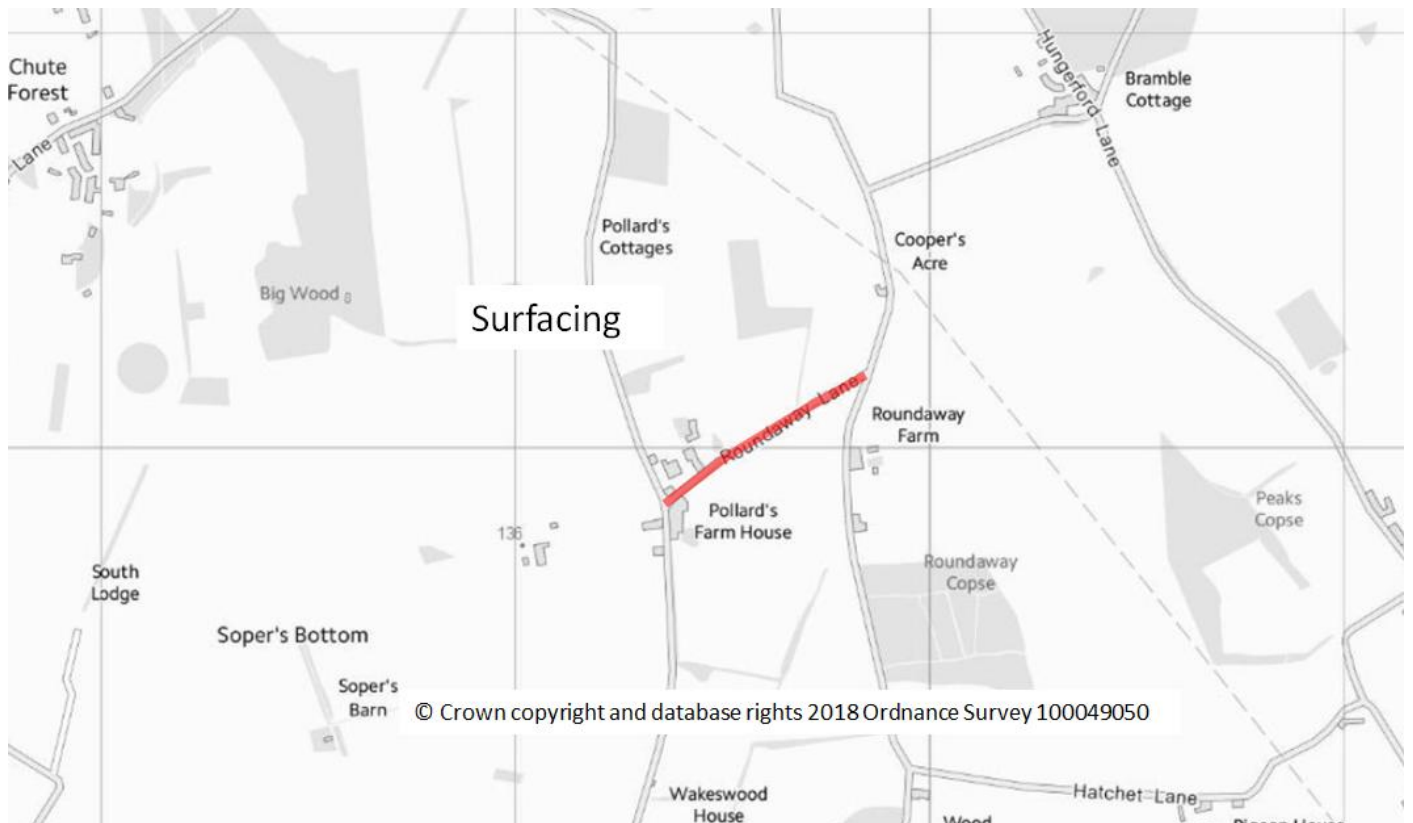 Chute
Forest
Lane
Hungerford Lane
Bramble
Cottage
Pollard's
Cottages
Cooper's
Acre
Big Wood
Surfacing
Roundaway Lane
Roundaway
Farm
Pollard's
Farm House
136
Peaks
Copse
Roundaway
Copse
South
Lodge
Soper's Bottom
Soper's
Barn
© Crown copyright and database rights 2018 Ordnance Survey 100049050
Wakeswood
House
Hatchet Lane
Wood